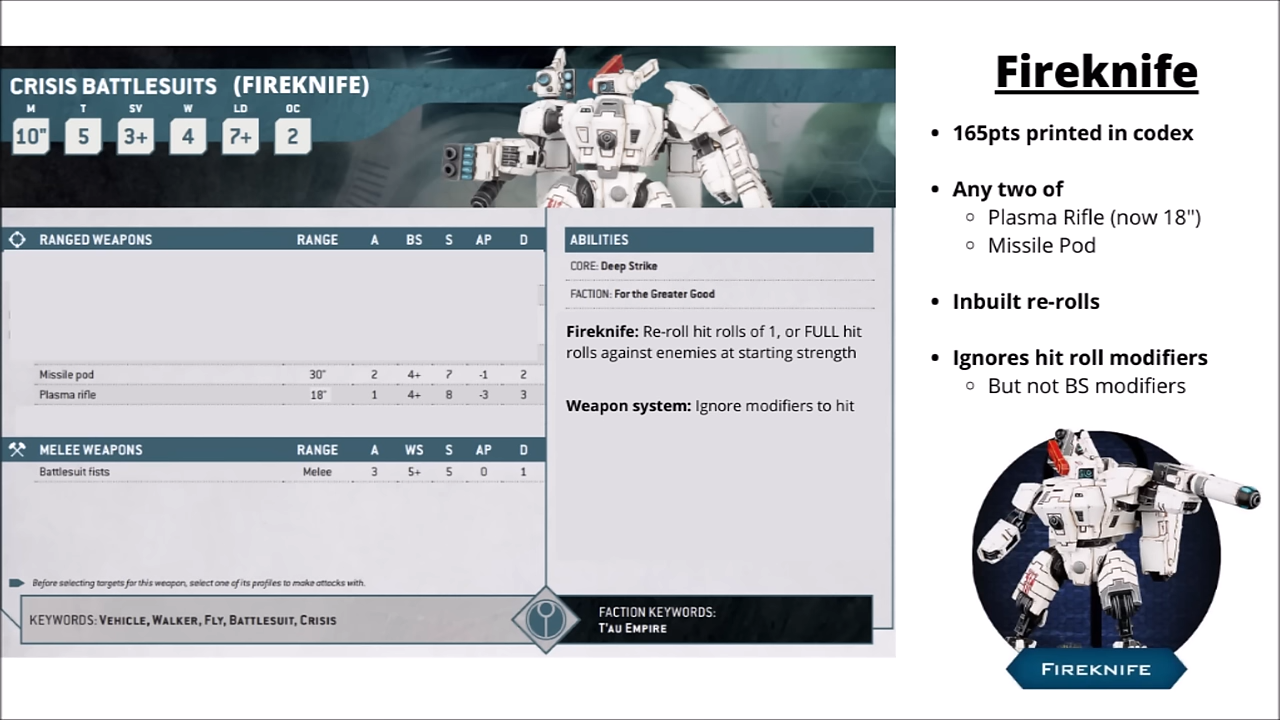 CRISIS BATTLESUITS (FIREKNIFE)
M T SV W LD OC
10" 5 3+ 4 7+ 2
RANGED WEAPONS RANGE A BS S AP D
Missile pod 30" 2 4+ 7 -1 2
Plasma rifle 18" 1 4+ 8 -3 3
MELEE WEAPONS RANGE A WS S AP D
Battlesuit fists Melee 3 5+ 5 0 1
Before selecting targets for this weapon, select one of its profiles to make attacks with.
KEYWORDS: VEHICLE, WALKER, FLY, BATTLESUIT, CRISIS
ABILITIES
CORE: Deep Strike
FACTION: For the Greater Good
Fireknife: Re-roll hit rolls of 1, or FULL hit
rolls against enemies at starting strength
Weapon system: Ignore modifiers to hit
FACTION KEYWORDS:
T'AU EMPIRE
Fireknife
• 165pts printed in codex
• Any two of
○ Plasma Rifle (now 18")
○ Missile Pod
• Inbuilt re-rolls
• Ignores hit roll modifiers
○ But not BS modifiers
FIREKNIFE